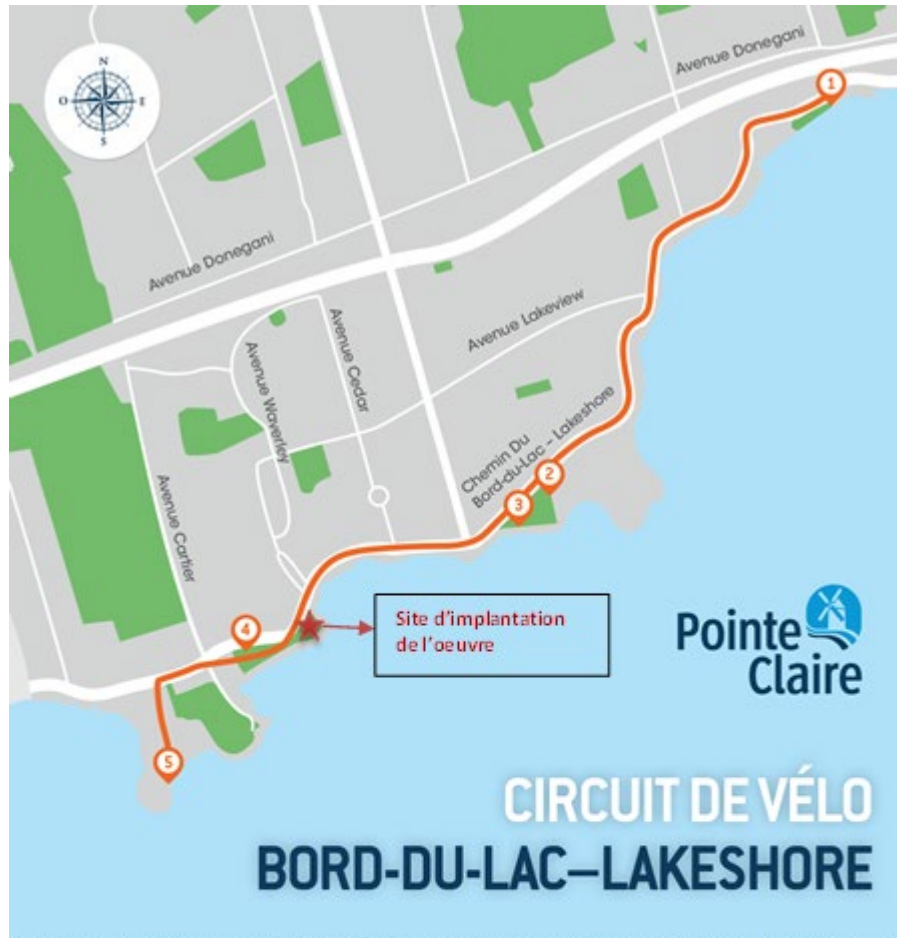 N
O
E
S
Avenue Donegani
1
Avenue Donegani
Avenue Lakeview
Avenue Cedar
Avenue Waverley
Chemin Du
Bord-du-Lac – Lakeshore
2
3
Avenue Cartier
4
Site d'implantation
de l'oeuvre
5
Pointe
Claire
CIRCUIT DE VÉLO
BORD-DU-LAC–LAKESHORE